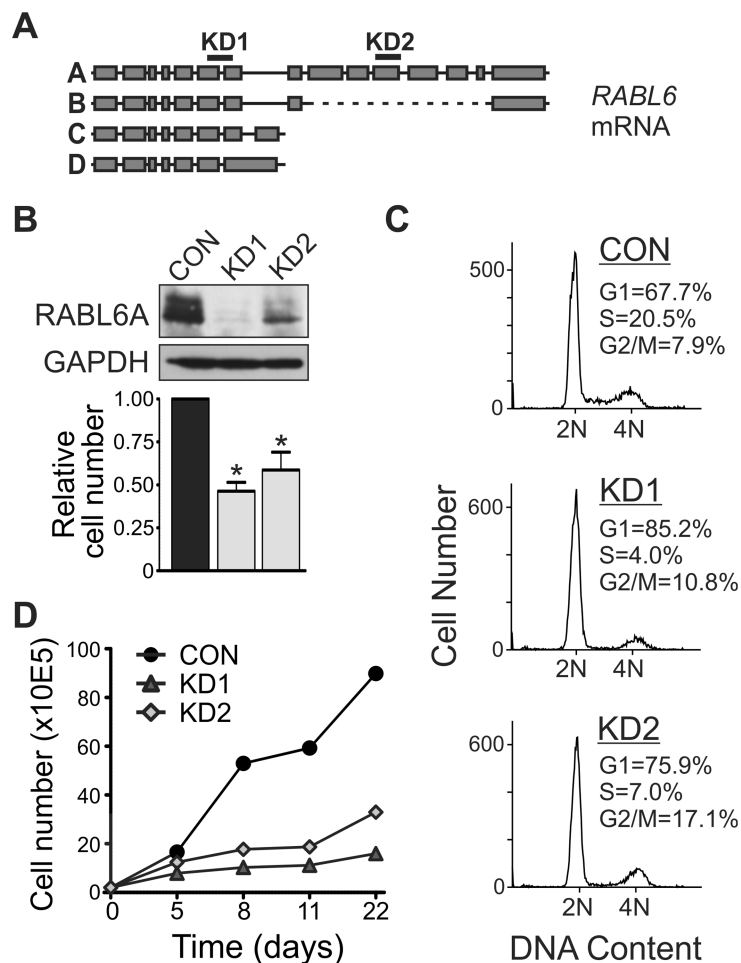 A
KD1 KD2
A
B
C
D
RABL6
mRNA
B
CON KD1 KD2
RABL6A
GAPDH
1.00
0.75
0.50
0.25
0
Relative
cell number
* *
C
CON
G1=67.7%
S=20.5%
G2/M=7.9%
500
0
2N 4N
KD1
G1=85.2%
S=4.0%
G2/M=10.8%
600
0
2N 4N
KD2
G1=75.9%
S=7.0%
G2/M=17.1%
600
0
2N 4N
Cell Number
DNA Content
D
CON
KD1
KD2
100
80
60
40
20
0
0 5 8 11 22
Cell number (x10E5)
Time (days)